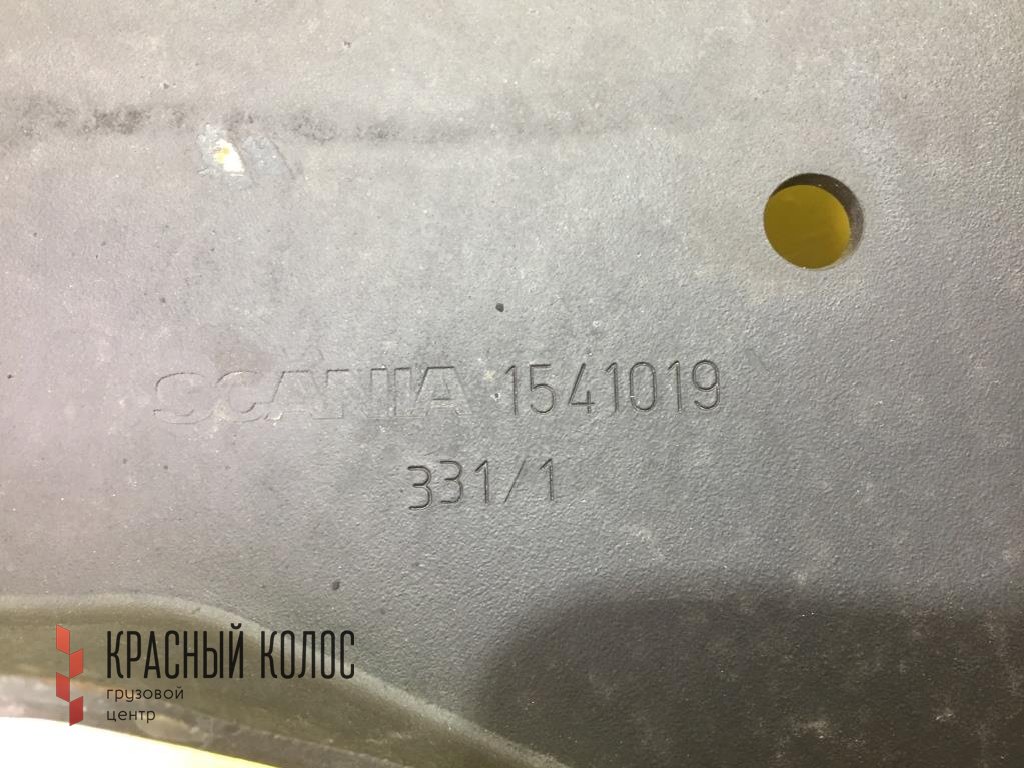 SCANIA 1541019
331/1
КРАСНЫЙ КОЛОС
грузовой
центр